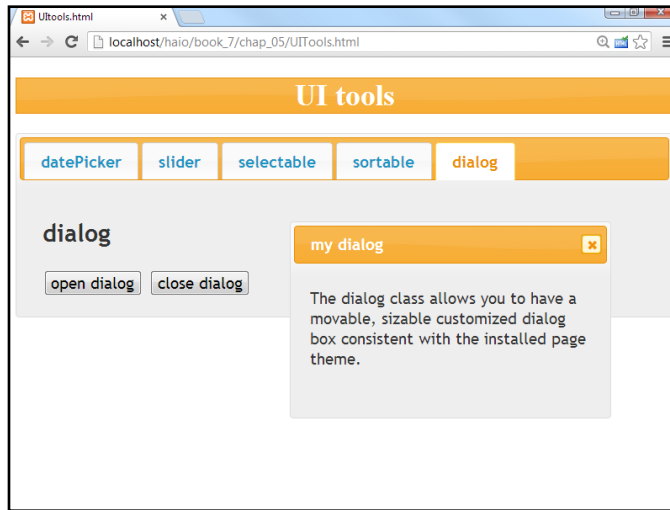 UItools.html
localhost/haio/book_7/chap_05/UITools.html
UI tools
datePicker slider selectable sortable dialog
dialog
open dialog close dialog
my dialog
The dialog class allows you to have a
movable, sizable customized dialog
box consistent with the installed page
theme.